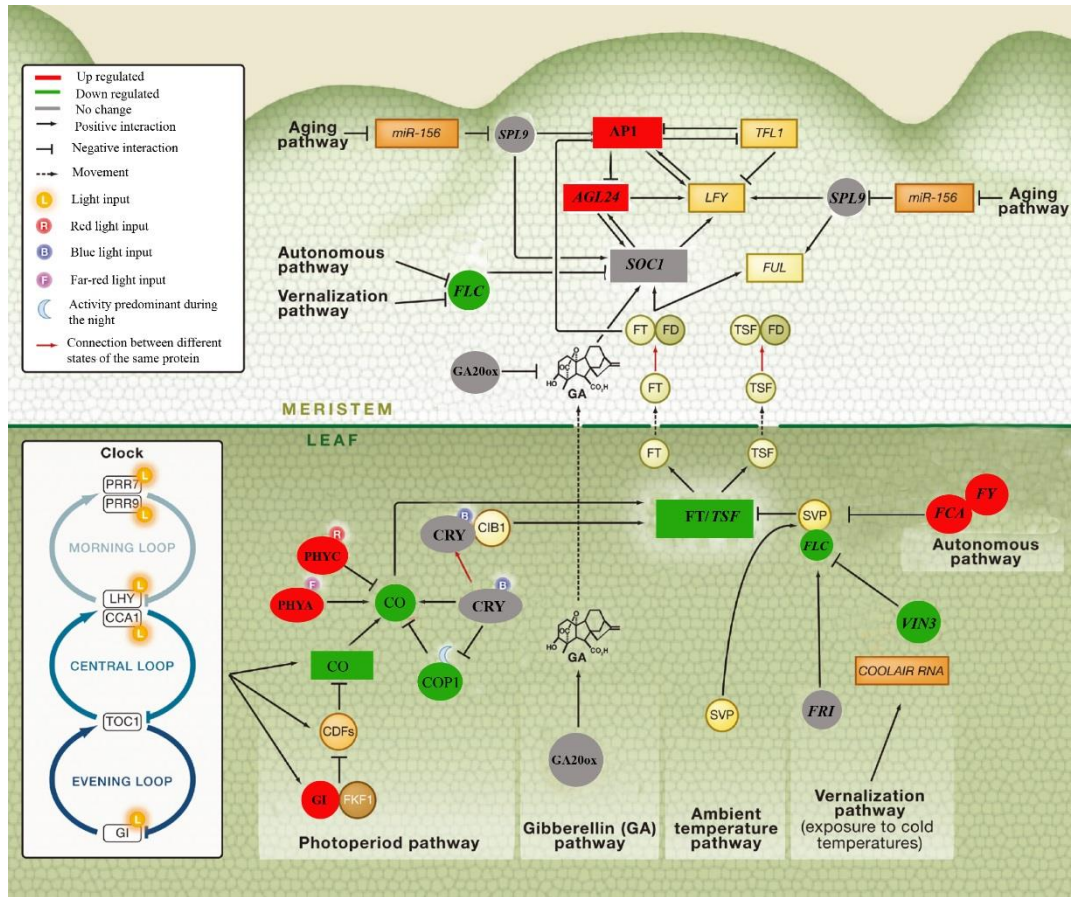 Up regulated
Down regulated
No change
Positive interaction
Negative interaction
Movement
L
Light input
R
Red light input
B
Blue light input
F
Far-red light input
Activity predominant during
the night
Connection between different
states of the same protein
Aging
pathway
miR-156
SPL9
AP1
TFL1
AGL24
LFY
SPL9
miR-156
Aging
pathway
Autonomous
pathway
Vernalization
pathway
FLC
SOC1
FUL
FT
FD
TSF
FD
GA20ox
O
CO
HO
CO₂H
GA
FT
TSF
MERISTEM
LEAF
Clock
L
PRR7
PRR9
L
MORNING LOOP
L
LHY
CCA1
L
CENTRAL LOOP
TOC1
EVENING LOOP
L
GI
FT
TSF
FT/TSF
SVP
FLC
FCA
FY
Autonomous
pathway
B
CRY
CIB1
R
PHYC
F
PHYA
CO
B
CRY
CO
COP1
CDFs
GI
FKF1
Photoperiod pathway
O
CO
HO
CO₂H
GA
GA20ox
Gibberellin (GA)
pathway
SVP
Ambient
temperature
pathway
VIN3
COOLAIR RNA
FRI
Vernalization
pathway
(exposure to cold
temperatures)